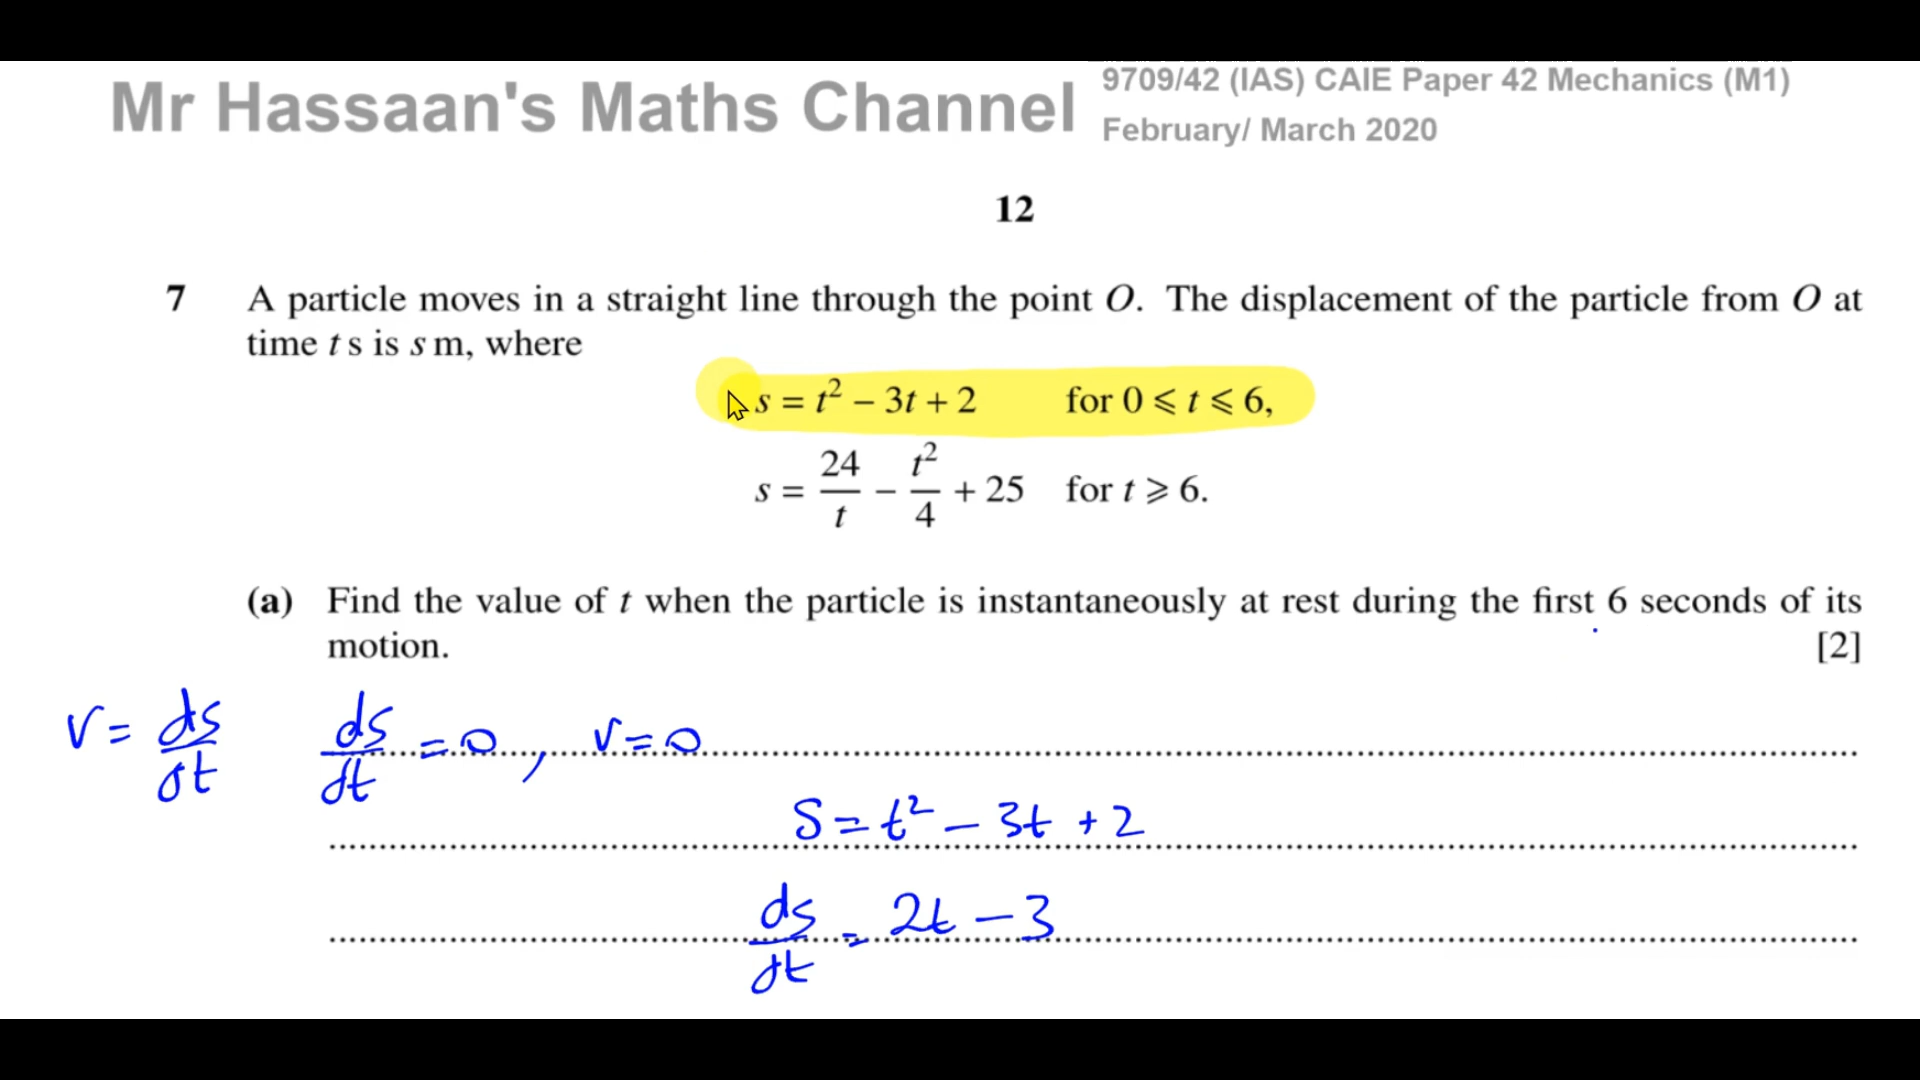 Mr Hassaan's Maths Channel
9709/42 (IAS) CAIE Paper 42 Mechanics (M1)
February/ March 2020
12
7 A particle moves in a straight line through the point O. The displacement of the particle from O at
time t s is s m, where
s = t² − 3t + 2 for 0 ⩽ t ⩽ 6,
s = 24/t − t²/4 + 25 for t ⩾ 6.
(a) Find the value of t when the particle is instantaneously at rest during the first 6 seconds of its
motion. [2]
v = ds/dt ds/dt = 0 , v = 0
S = t² − 3t + 2
ds/dt = 2t − 3